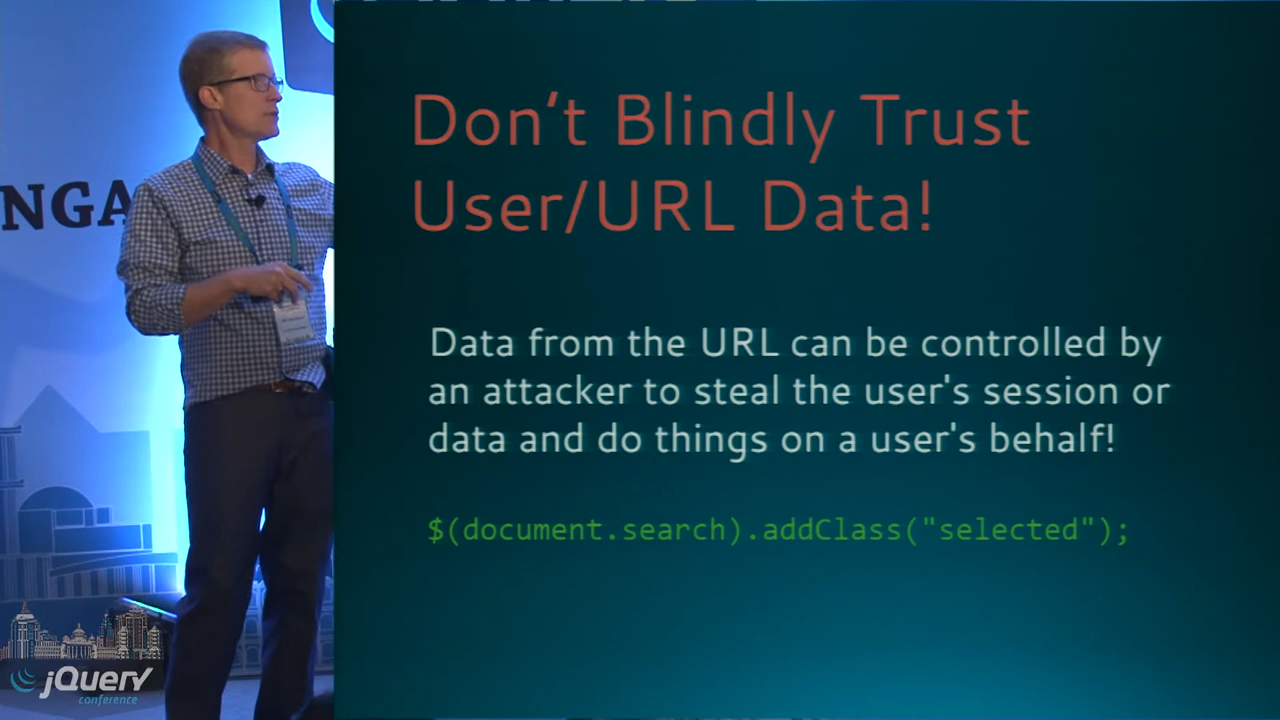 NGA
Don't Blindly Trust
User/URL Data!
Data from the URL can be controlled by
an attacker to steal the user's session or
data and do things on a user's behalf!
$(document.search).addClass("selected");
jQuery
conference